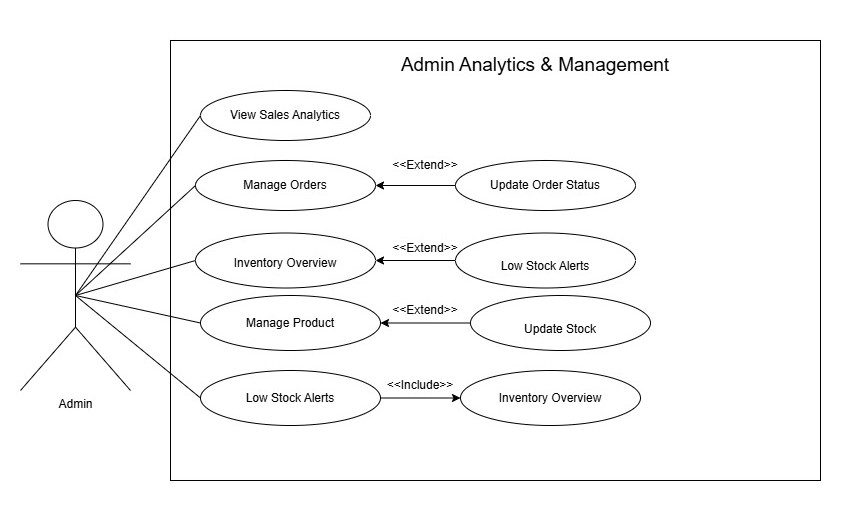 Admin Analytics & Management
View Sales Analytics
<<Extend>>
Manage Orders
Update Order Status
<<Extend>>
Inventory Overview
Low Stock Alerts
<<Extend>>
Manage Product
Update Stock
<<Include>>
Low Stock Alerts
Inventory Overview
Admin